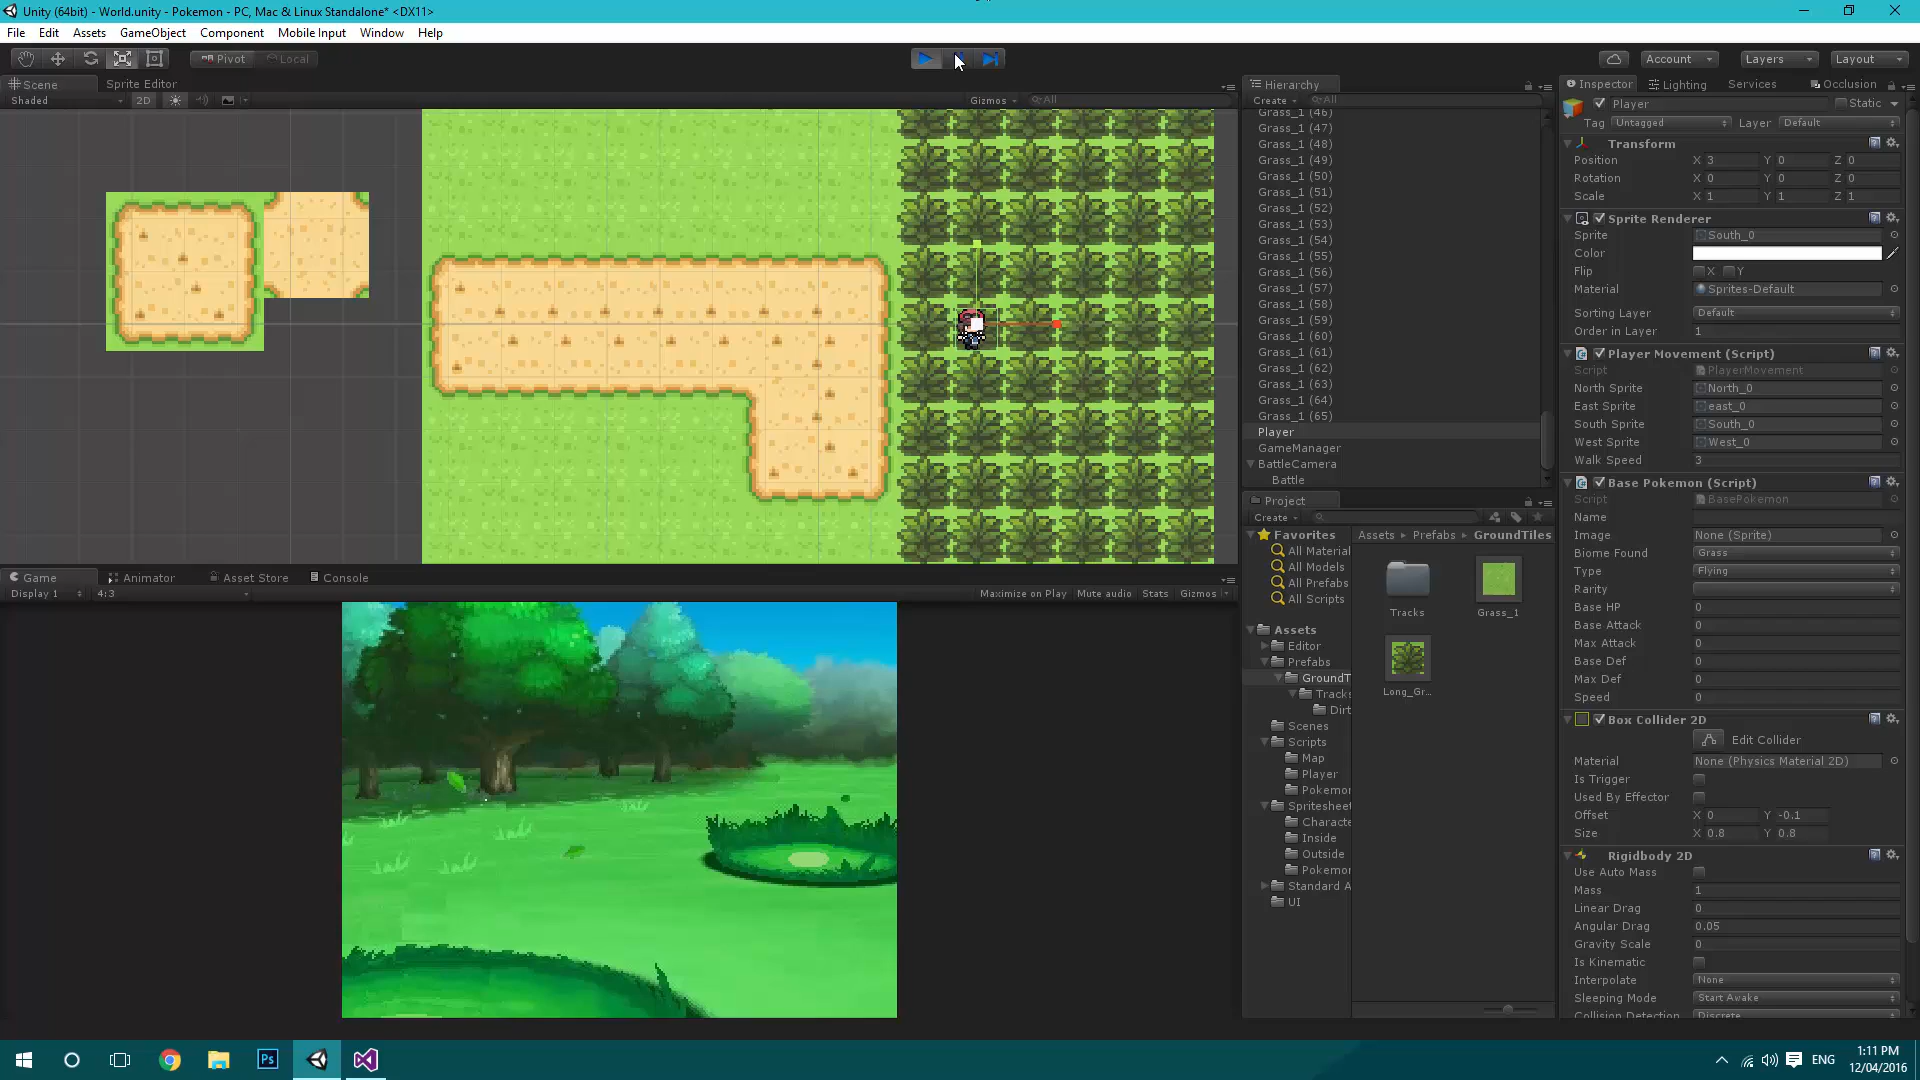 Unity (64bit) - World.unity - Pokemon - PC, Mac & Linux Standalone* <DX11>
File Edit Assets GameObject Component Mobile Input Window Help
Pivot Local
Account Layers Layout
Scene Sprite Editor
Shaded 2D Gizmos All
Hierarchy
Create All
Grass_1 (46)
Grass_1 (47)
Grass_1 (48)
Grass_1 (49)
Grass_1 (50)
Grass_1 (51)
Grass_1 (52)
Grass_1 (53)
Grass_1 (54)
Grass_1 (55)
Grass_1 (56)
Grass_1 (57)
Grass_1 (58)
Grass_1 (59)
Grass_1 (60)
Grass_1 (61)
Grass_1 (62)
Grass_1 (63)
Grass_1 (64)
Grass_1 (65)
Player
GameManager
BattleCamera
Battle
Project
Create
Favorites
All Material
All Models
All Prefabs
All Scripts
Assets
Editor
Prefabs
GroundT
Tracks
Dirt
Scenes
Scripts
Map
Player
Pokemon
Spritesheet
Characte
Inside
Outside
Pokemon
Standard A
UI
Assets Prefabs GroundTiles
Tracks
Grass_1
Long_Gr...
Inspector Lighting Services Occlusion
Player Static
Tag Untagged Layer Default
Transform
Position X 3 Y 0 Z 0
Rotation X 0 Y 0 Z 0
Scale X 1 Y 1 Z 1
Sprite Renderer
Sprite South_0
Color
Flip X Y
Material Sprites-Default
Sorting Layer Default
Order in Layer 1
Player Movement (Script)
Script PlayerMovement
North Sprite North_0
East Sprite east_0
South Sprite South_0
West Sprite West_0
Walk Speed 3
Base Pokemon (Script)
Script BasePokemon
Name
Image None (Sprite)
Biome Found Grass
Type Flying
Rarity
Base HP 0
Base Attack 0
Max Attack 0
Base Def 0
Max Def 0
Speed 0
Box Collider 2D
Edit Collider
Material None (Physics Material 2D)
Is Trigger
Used By Effector
Offset X 0 Y -0.1
Size X 0.8 Y 0.8
Rigidbody 2D
Use Auto Mass
Mass 1
Linear Drag 0
Angular Drag 0.05
Gravity Scale 0
Is Kinematic
Interpolate None
Sleeping Mode Start Awake
Collision Detection Discrete
Game Animator Asset Store Console
Display 1 4:3 Maximize on Play Mute audio Stats Gizmos
Ps
ENG
1:11 PM
12/04/2016